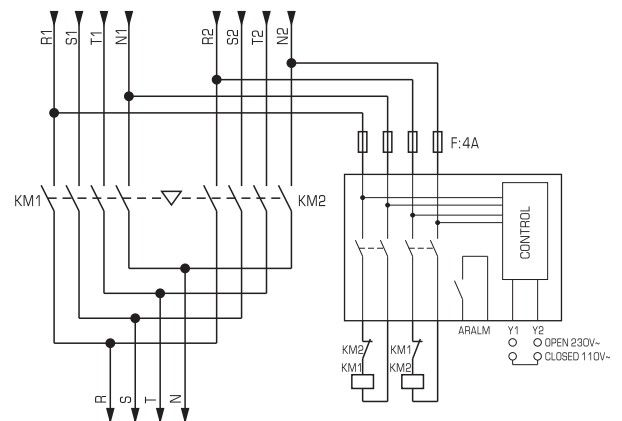 R1 S1 T1 N1 R2 S2 T2 N2
F:4A
KM1 KM2
CONTROL
ARALM Y1 Y2
OPEN 230V~
CLOSED 110V~
KM2 KM1
KM1 KM2
R S T N